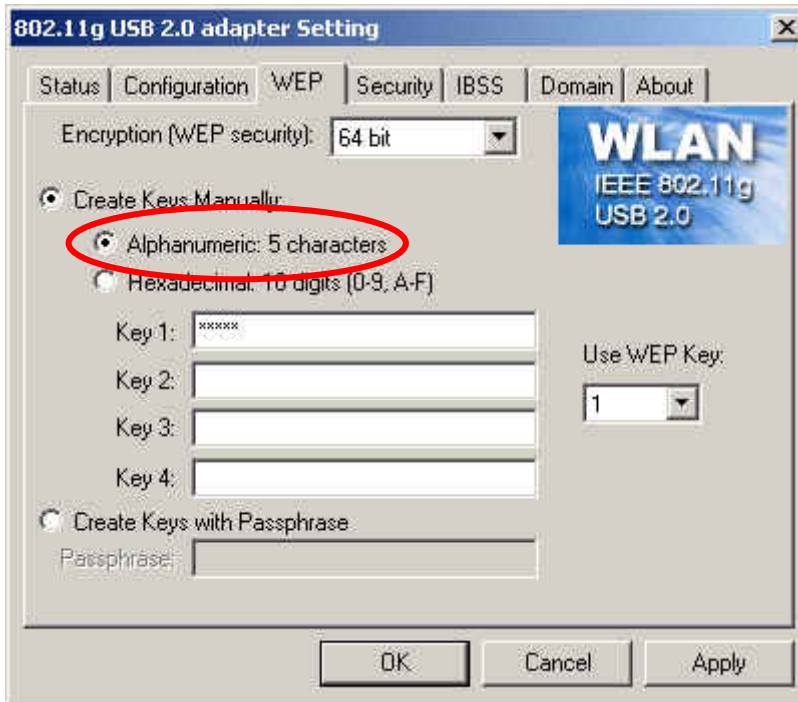 802.11g USB 2.0 adapter Setting
Status Configuration WEP Security IBSS Domain About
Encryption (WEP security): 64 bit
WLAN
IEEE 802.11g
USB 2.0
Create Keys Manually:
Alphanumeric: 5 characters
Hexadecimal: 10 digits (0-9, A-F)
Key 1: *****
Use WEP Key:
Key 2:
1
Key 3:
Key 4:
Create Keys with Passphrase
Passphrase:
OK Cancel Apply